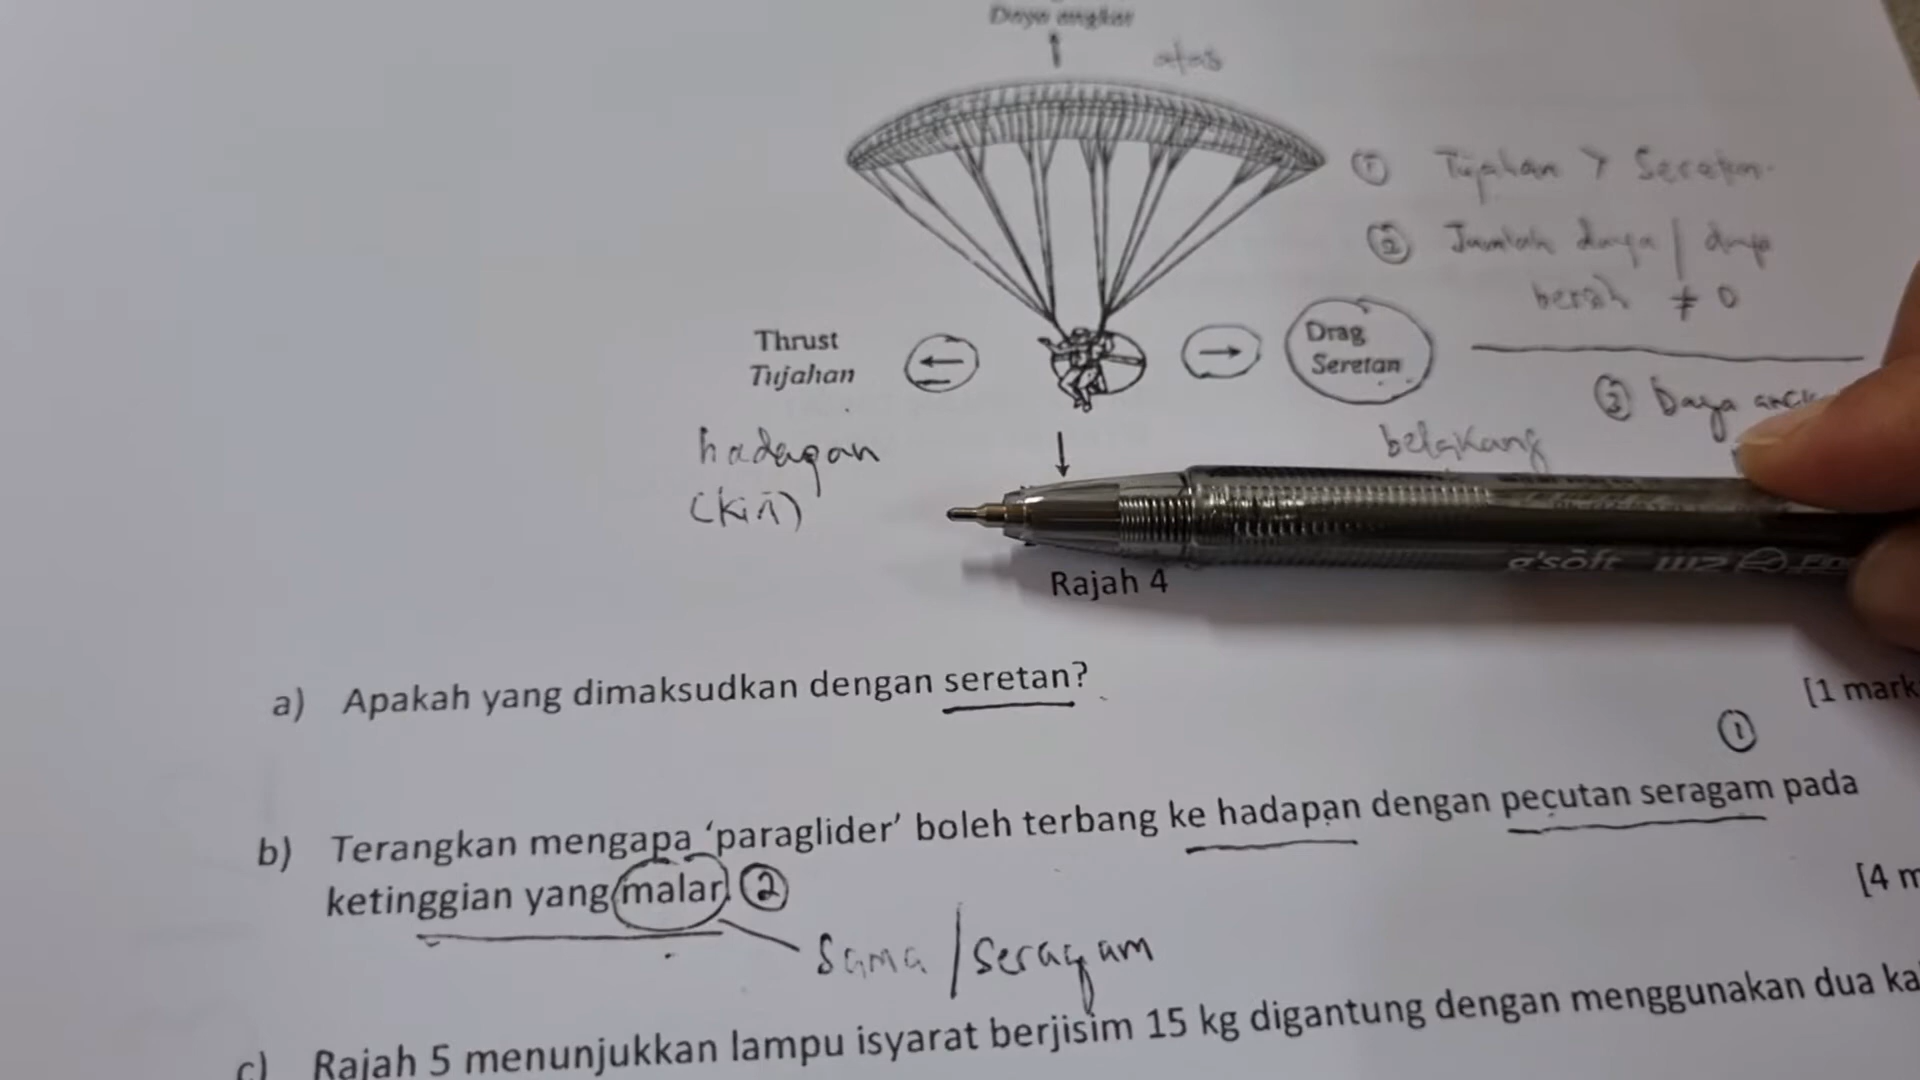 Daya angkat
atas
① Tujahan > Seretan
② Jumlah daya / daya
bersih ≠ 0
Thrust
Tujahan
Drag
Seretan
③ Daya
hadapan
(kiri)
belakang
Rajah 4
a) Apakah yang dimaksudkan dengan seretan?
[1 mark
①
b) Terangkan mengapa ‘paraglider’ boleh terbang ke hadapan dengan pecutan seragam pada
ketinggian yang malar. ②
[4 m
Sama / Seragam
c) Rajah 5 menunjukkan lampu isyarat berjisim 15 kg digantung dengan menggunakan dua ka